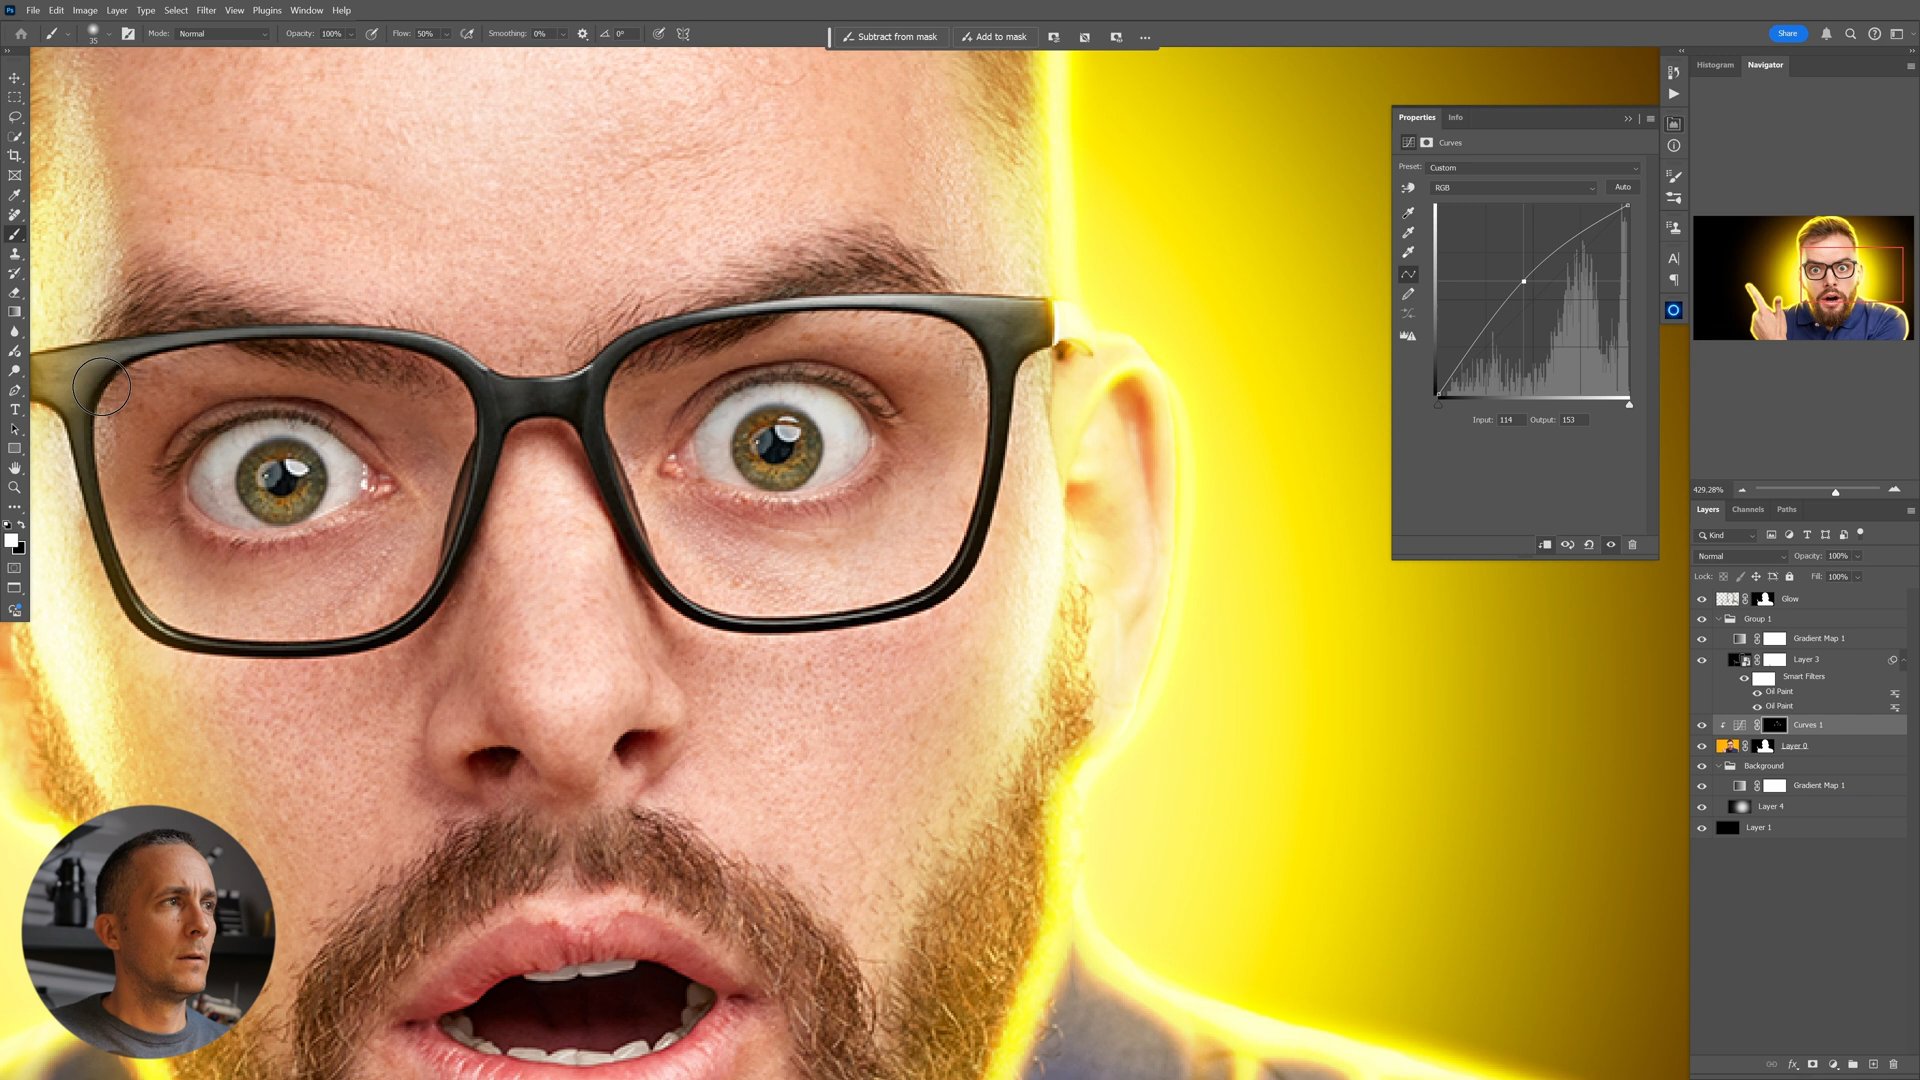 Ps File Edit Image Layer Type Select Filter View Plugins Window Help
35 Mode: Normal Opacity: 100% Flow: 50% Smoothing: 0% 0° Subtract from mask Add to mask Share
Histogram Navigator
Properties Info
Curves
Preset: Custom
RGB Auto
Input: 114 Output: 153
429.28%
Layers Channels Paths
Kind
Normal Opacity: 100%
Lock: Fill: 100%
Glow
Group 1
Gradient Map 1
Layer 3
Smart Filters
Oil Paint
Oil Paint
Curves 1
Layer 0
Background
Gradient Map 1
Layer 4
Layer 1